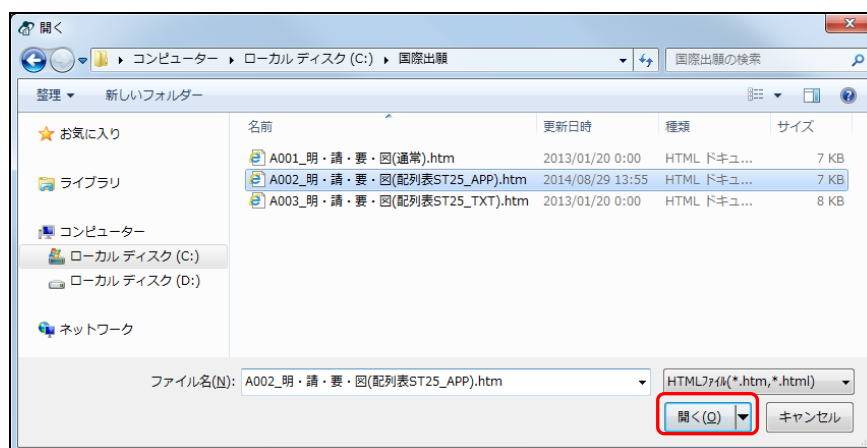 開く
コンピューター ▸ ローカル ディスク (C:) ▸ 国際出願
国際出願の検索
整理 新しいフォルダー
お気に入り
ライブラリ
コンピューター
ローカル ディスク (C:)
ローカル ディスク (D:)
ネットワーク
名前 更新日時 種類 サイズ
A001_明・請・要・図(通常).htm 2013/01/20 0:00 HTML ドキュ... 7 KB
A002_明・請・要・図(配列表ST25_APP).htm 2014/08/29 13:55 HTML ドキュ... 7 KB
A003_明・請・要・図(配列表ST25_TXT).htm 2013/01/20 0:00 HTML ドキュ... 8 KB
ファイル名(N): A002_明・請・要・図(配列表ST25_APP).htm HTMLファイル(*.htm,*.html)
開く(O) キャンセル